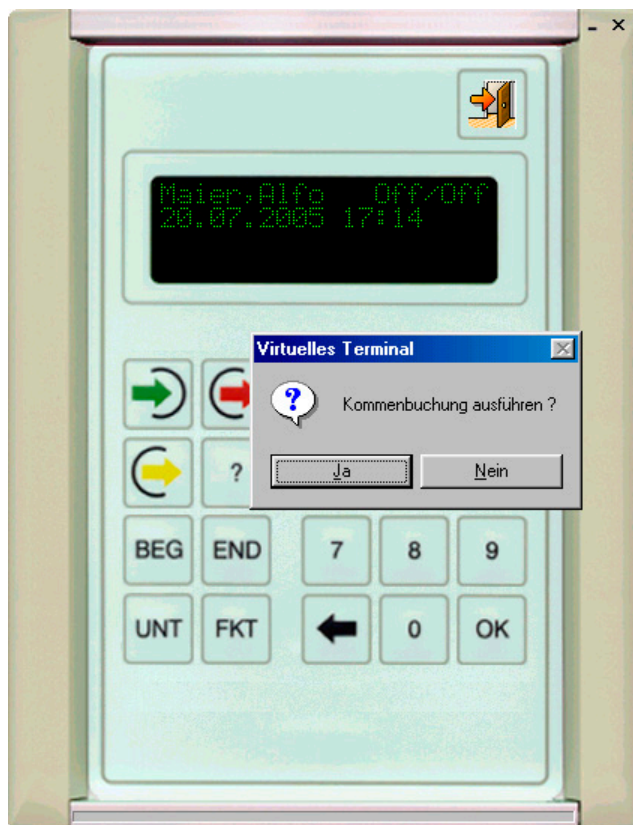 Maier,Alfo Off/Off
20.07.2005 17:14
Virtuelles Terminal
Kommenbuchung ausführen ?
Ja Nein
?
BEG END 7 8 9
UNT FKT 0 OK